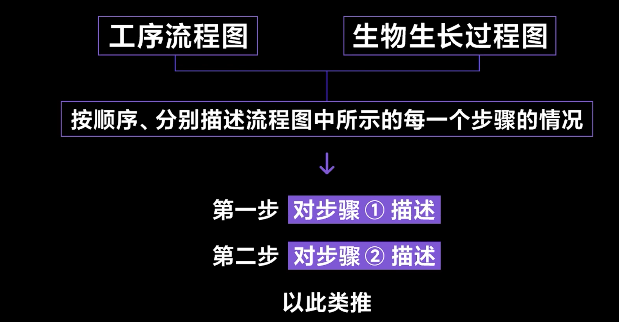 工序流程图
生物生长过程图
按顺序、分别描述流程图中所示的每一个步骤的情况
第一步 对步骤 ① 描述
第二步 对步骤 ② 描述
以此类推